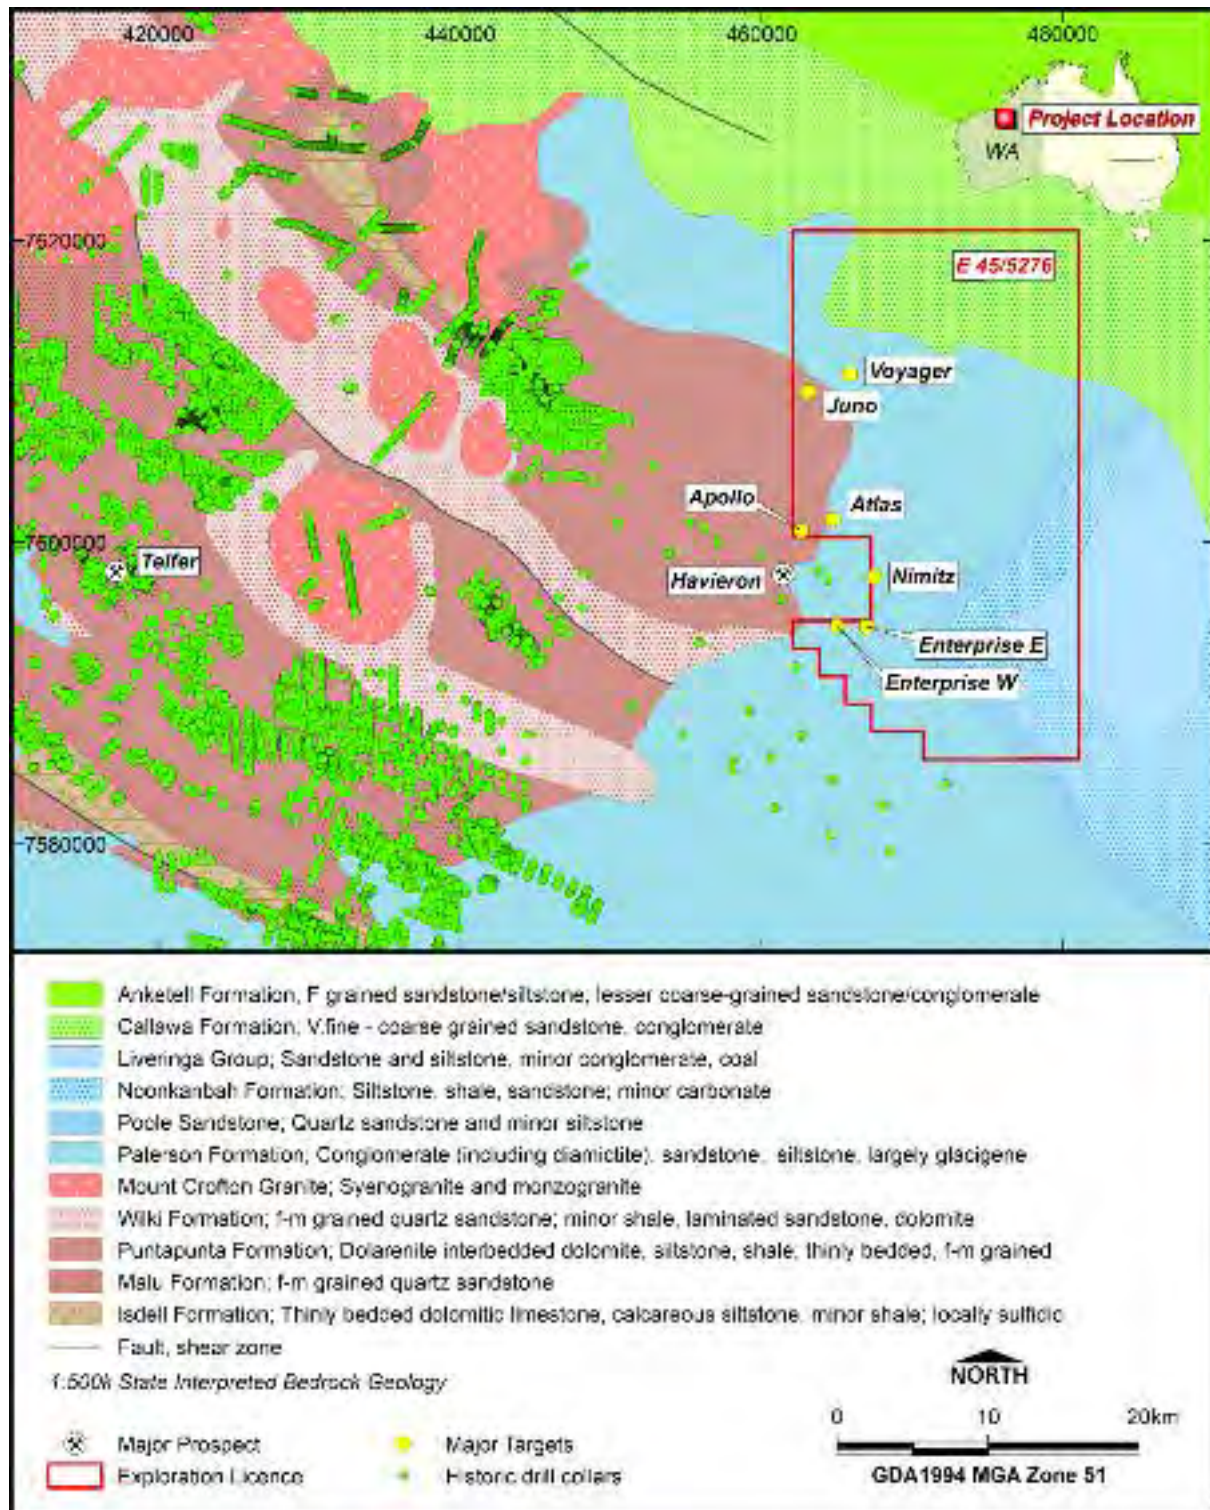 420000
440000
460000
480000
Project Location
WA
7620000
E 45/5276
Voyager
Juno
Apollo
Atlas
7600000
Telfer
Havieron
Nimitz
Enterprise E
Enterprise W
7580000
Anketell Formation, F grained sandstone/siltstone, lesser coarse-grained sandstone/conglomerate
Callawa Formation; V.fine - coarse grained sandstone, conglomerate
Liveringa Group; Sandstone and siltstone, minor conglomerate, coal
Noonkanbah Formation; Siltstone, shale, sandstone; minor carbonate
Poole Sandstone; Quartz sandstone and minor siltstone
Paterson Formation, Conglomerate (including diamictite), sandstone, siltstone, largely glacigene
Mount Crofton Granite; Syenogranite and monzogranite
Wilki Formation; f-m grained quartz sandstone; minor shale, laminated sandstone, dolomite
Puntapunta Formation; Dolarenite interbedded dolomite, siltstone, shale; thinly bedded, f-m grained
Malu Formation; f-m grained quartz sandstone
Isdell Formation; Thinly bedded dolomitic limestone, calcareous siltstone, minor shale; locally sulfidic
Fault, shear zone
1:500k State Interpreted Bedrock Geology
NORTH
0 10 20km
Major Prospect
Major Targets
Exploration Licence
Historic drill collars
GDA1994 MGA Zone 51